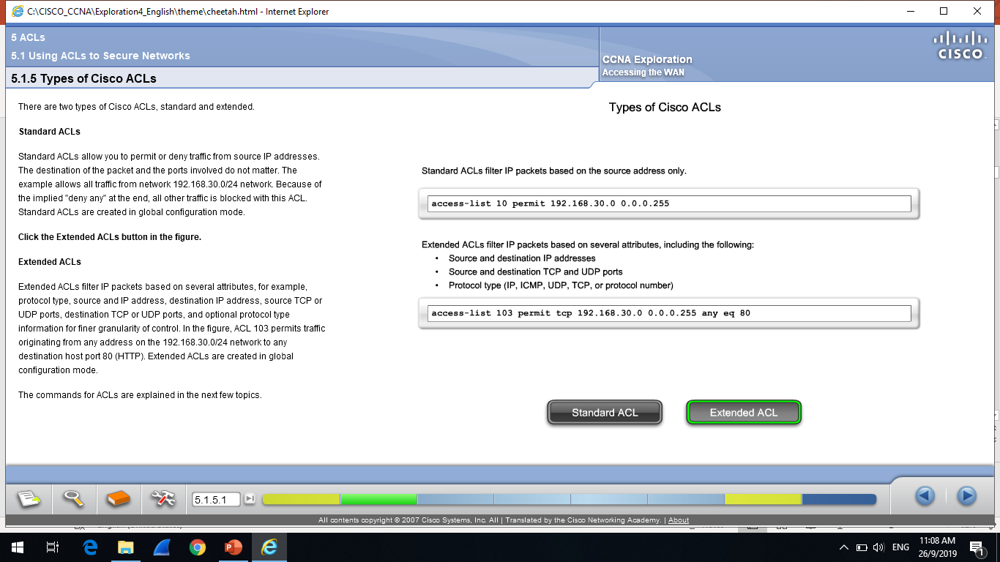 C:\CISCO_CCNA\Exploration4_English\theme\cheetah.html - Internet Explorer
5 ACLs
5.1 Using ACLs to Secure Networks
5.1.5 Types of Cisco ACLs
CCNA Exploration
Accessing the WAN
CISCO
There are two types of Cisco ACLs, standard and extended.
Standard ACLs
Standard ACLs allow you to permit or deny traffic from source IP addresses.
The destination of the packet and the ports involved do not matter. The
example allows all traffic from network 192.168.30.0/24 network. Because of
the implied "deny any" at the end, all other traffic is blocked with this ACL.
Standard ACLs are created in global configuration mode.
Click the Extended ACLs button in the figure.
Extended ACLs
Extended ACLs filter IP packets based on several attributes, for example,
protocol type, source and IP address, destination IP address, source TCP or
UDP ports, destination TCP or UDP ports, and optional protocol type
information for finer granularity of control. In the figure, ACL 103 permits traffic
originating from any address on the 192.168.30.0/24 network to any
destination host port 80 (HTTP). Extended ACLs are created in global
configuration mode.
The commands for ACLs are explained in the next few topics.
Types of Cisco ACLs
Standard ACLs filter IP packets based on the source address only.
access-list 10 permit 192.168.30.0 0.0.0.255
Extended ACLs filter IP packets based on several attributes, including the following:
• Source and destination IP addresses
• Source and destination TCP and UDP ports
• Protocol type (IP, ICMP, UDP, TCP, or protocol number)
access-list 103 permit tcp 192.168.30.0 0.0.0.255 any eq 80
Standard ACL
Extended ACL
5.1.5.1
All contents copyright © 2007 Cisco Systems, Inc. All | Translated by the Cisco Networking Academy. | About
ENG
11:08 AM
26/9/2019
1